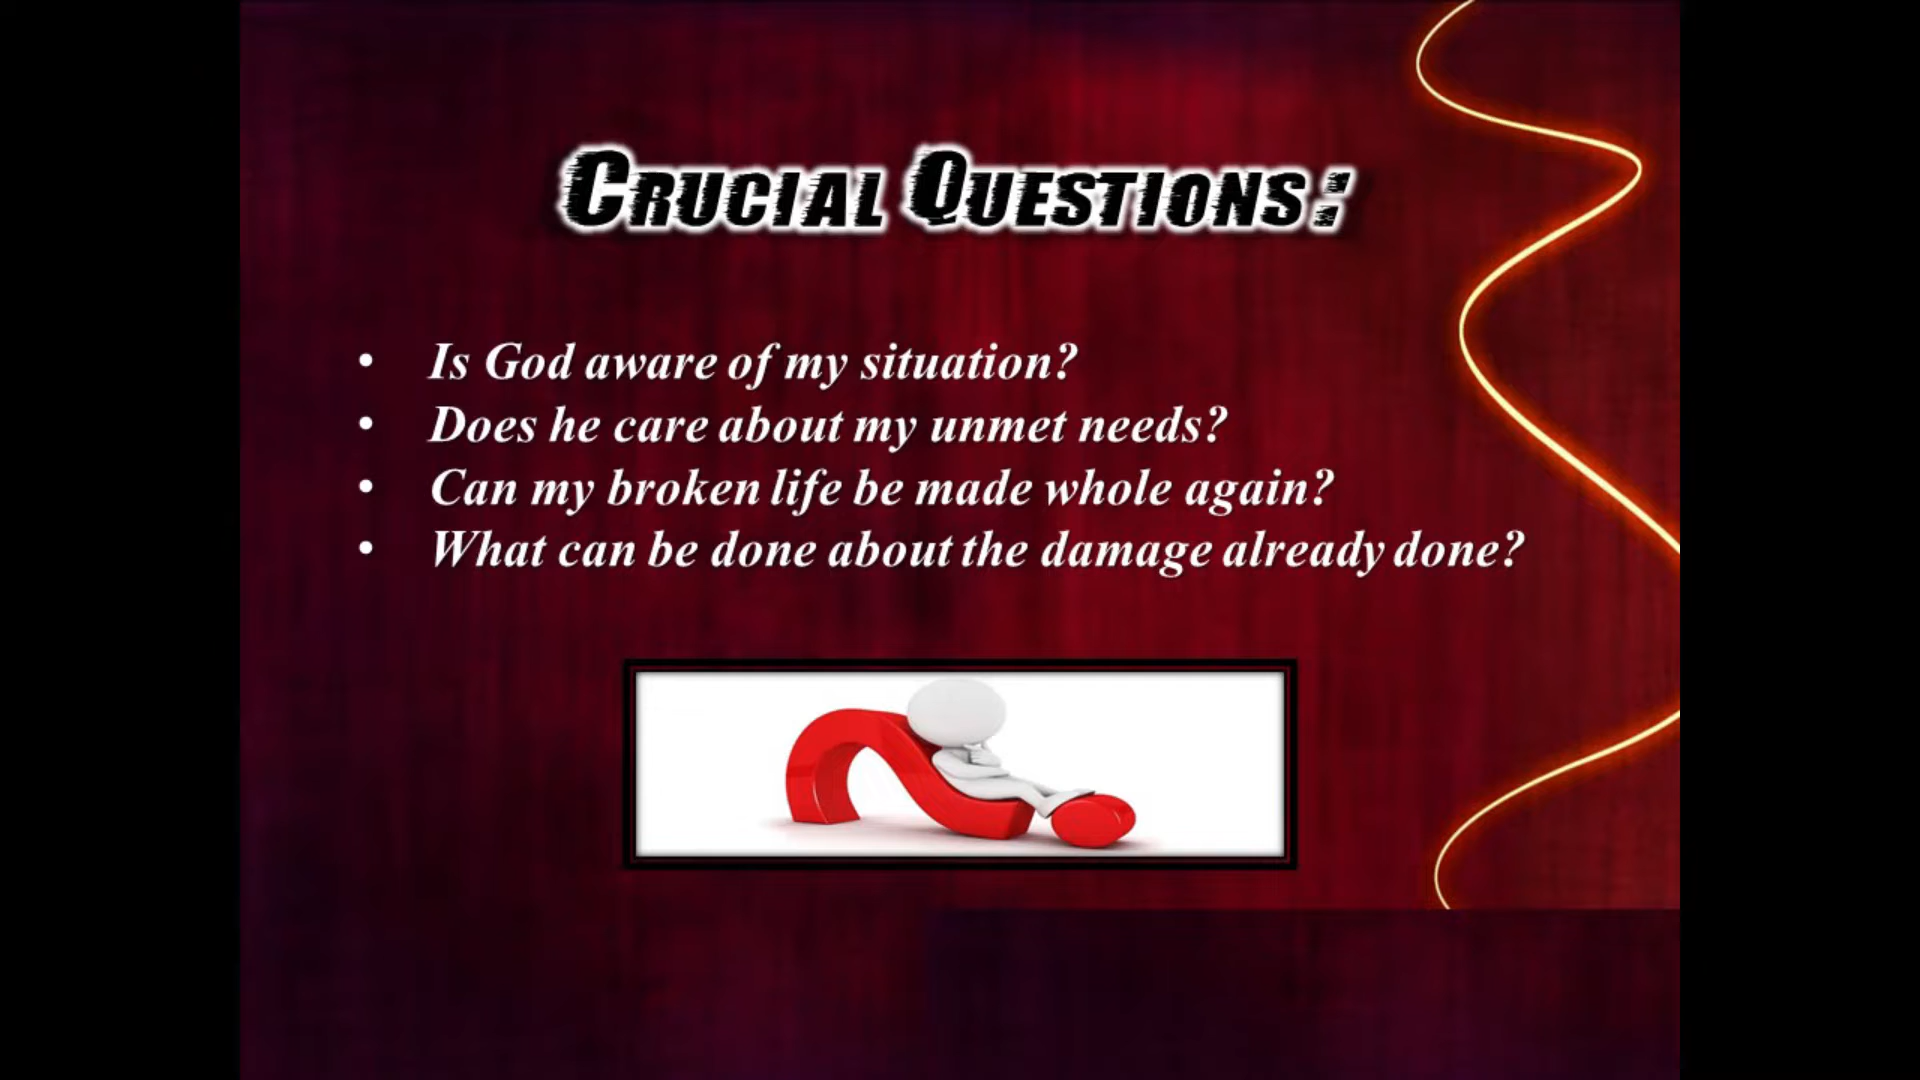 Crucial Questions:
• Is God aware of my situation?
• Does he care about my unmet needs?
• Can my broken life be made whole again?
• What can be done about the damage already done?